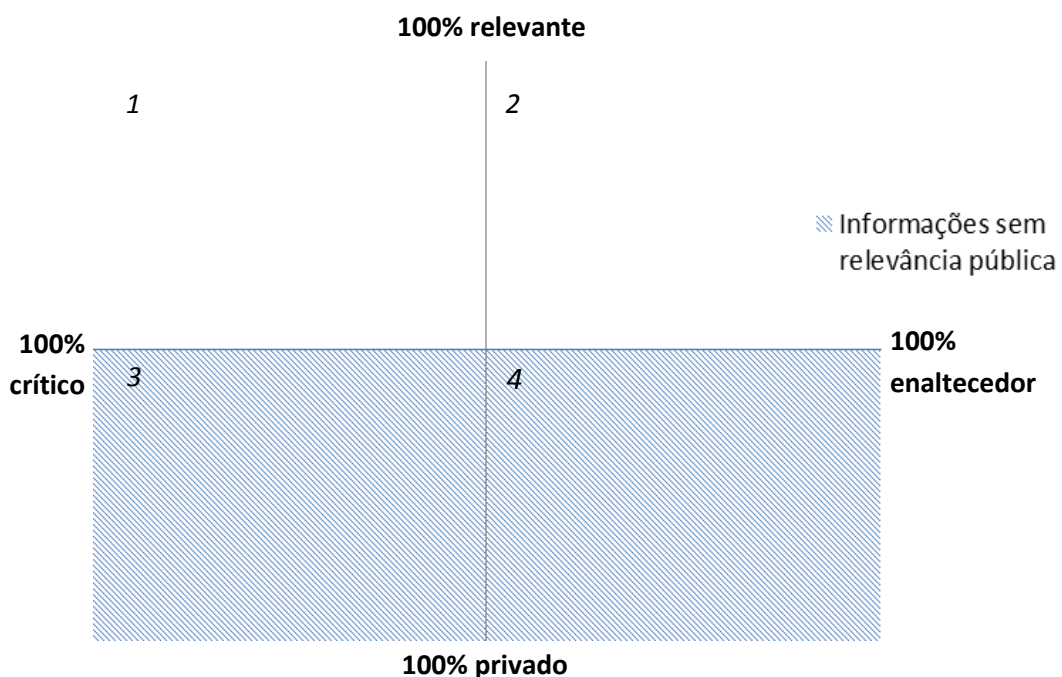 100% relevante
1
2
Informações sem
relevância pública
100%
crítico
100%
enaltecedor
3
4
100% privado